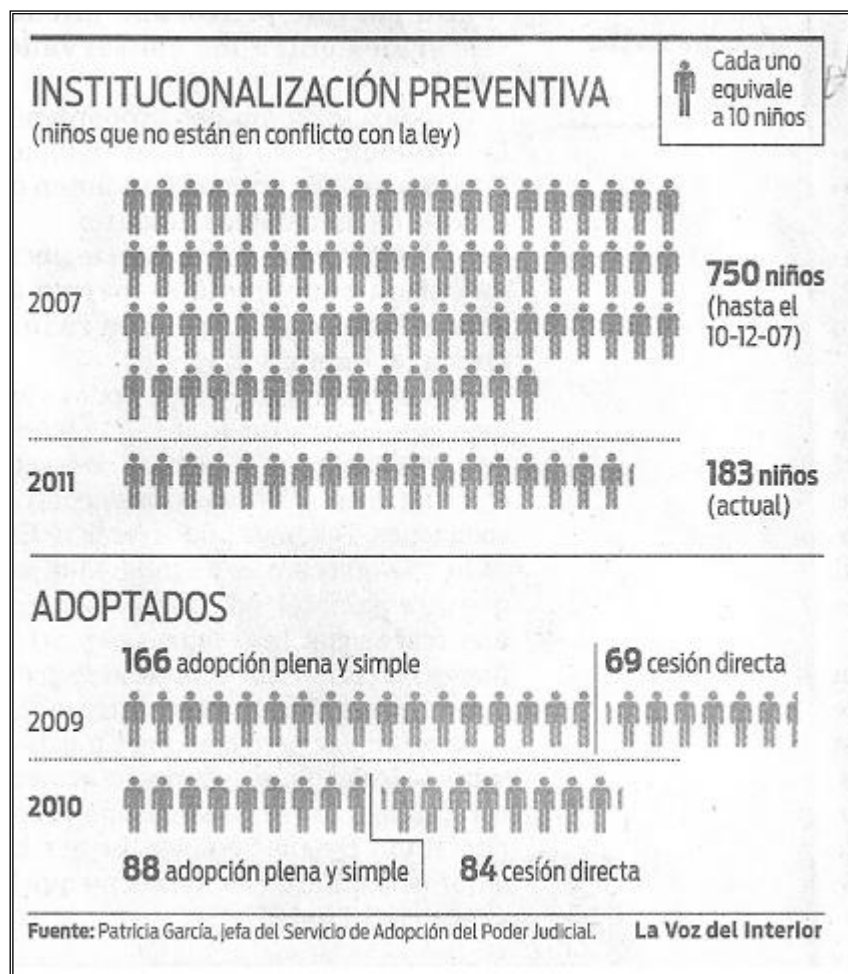 INSTITUCIONALIZACIÓN PREVENTIVA
(niños que no están en conflicto con la ley)
Cada uno
equivale
a 10 niños
2007
750 niños
(hasta el
10-12-07)
2011
183 niños
(actual)
ADOPTADOS
166 adopción plena y simple
69 cesión directa
2009
2010
88 adopción plena y simple
84 cesión directa
Fuente: Patricia García, jefa del Servicio de Adopción del Poder Judicial.
La Voz del Interior